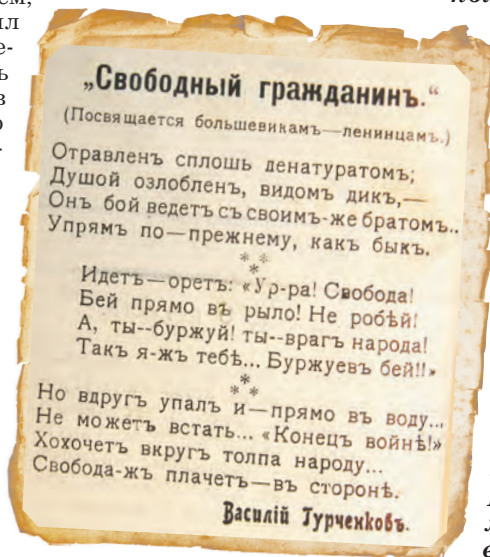 „Свободный гражданинъ.“
(Посвящается большевикамъ—ленинцамъ.)
Отравленъ сплошь денатуратомъ;
Душой озлобленъ, видомъ дикъ,—
Онъ бой ведетъ съ своимъ-же братомъ..
Упрямъ по—прежнему, какъ быкъ.
***
Идетъ—оретъ: «Ур-ра! Свобода!
Бей прямо въ рыло! Не робѣй!
А, ты--буржуй! ты--врагъ народа!
Такъ я-жъ тебѣ... Буржуевъ бей!!»
***
Но вдругъ упалъ и—прямо въ воду...
Не можетъ встать... «Конецъ войнѣ!»
Хохочетъ вкругъ толпа народу...
Свобода-жъ плачетъ—въ сторонѣ.
Василій Турченковъ.